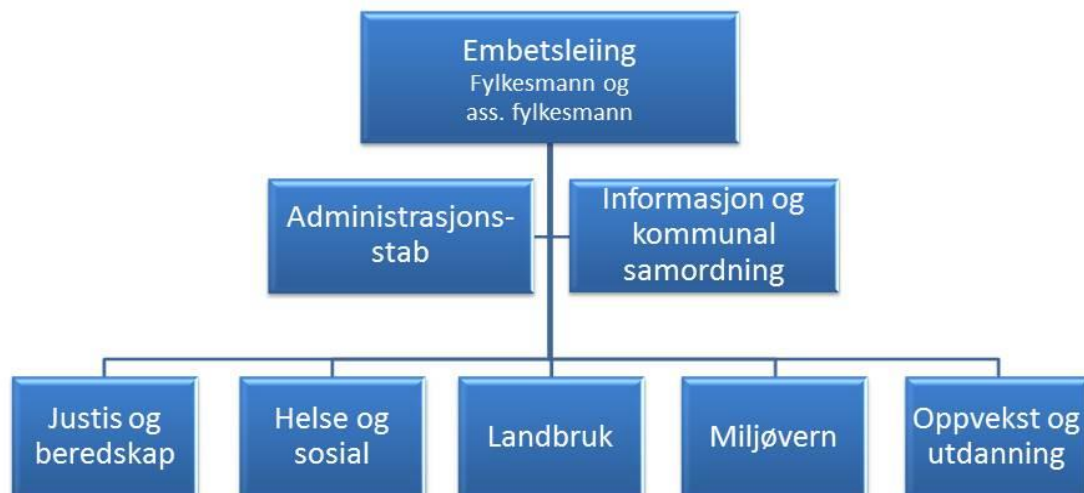 Embetsleiing
Fylkesmann og
ass. fylkesmann
Administrasjons-
stab
Informasjon og
kommunal
samordning
Justis og
beredskap
Helse og
sosial
Landbruk
Miljøvern
Oppvekst og
utdanning